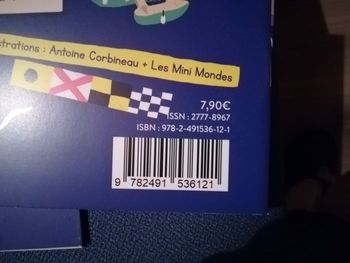 strations : Antoine Corbineau + Les Mini Mondes
7,90€
ISSN : 2777-8967
ISBN : 978-2-491536-12-1
9 782491 536121